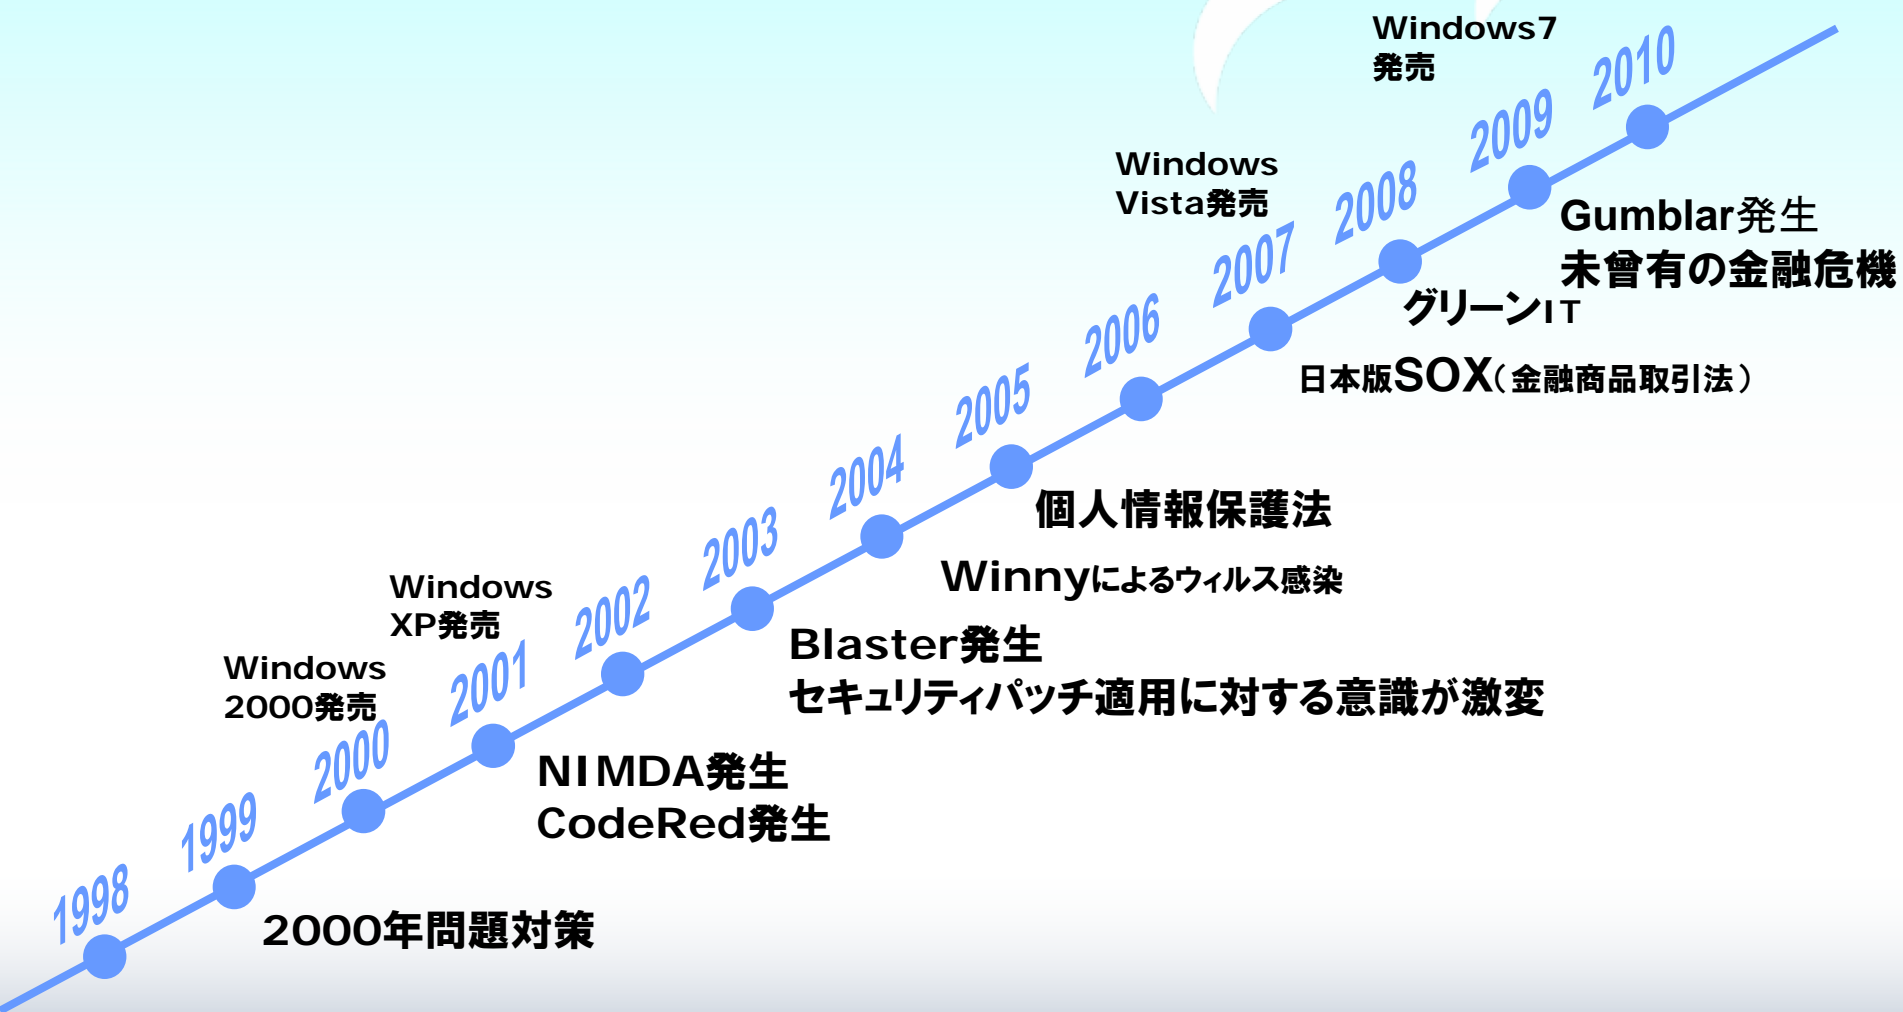 Windows7
発売
2010
2009
Windows
Vista発売
2008
Gumblar発生
未曾有の金融危機
2007
グリーンIT
2006
日本版SOX(金融商品取引法)
2005
2004
個人情報保護法
2003
Winnyによるウィルス感染
Windows
XP発売
2002
Blaster発生
セキュリティパッチ適用に対する意識が激変
Windows
2000発売
2001
2000
NIMDA発生
CodeRed発生
1999
1998
2000年問題対策